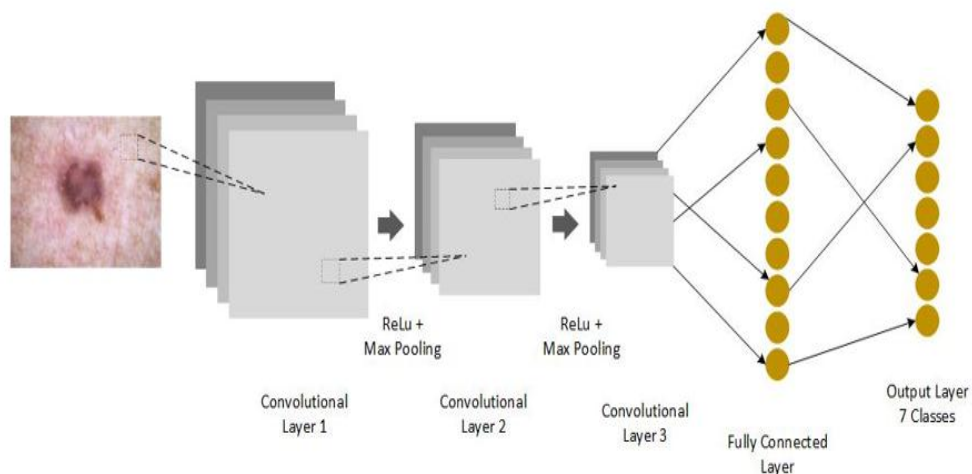 ReLu +
Max Pooling
ReLu +
Max Pooling
Convolutional
Layer 1
Convolutional
Layer 2
Convolutional
Layer 3
Fully Connected
Layer
Output Layer
7 Classes